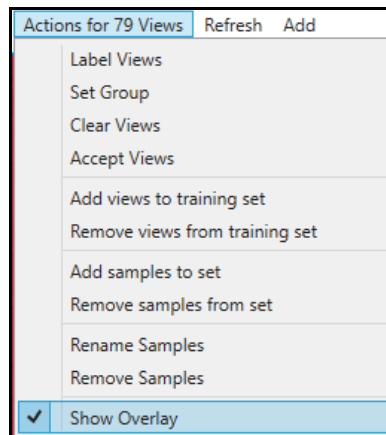 Actions for 79 Views Refresh Add
Label Views
Set Group
Clear Views
Accept Views
Add views to training set
Remove views from training set
Add samples to set
Remove samples from set
Rename Samples
Remove Samples
Show Overlay